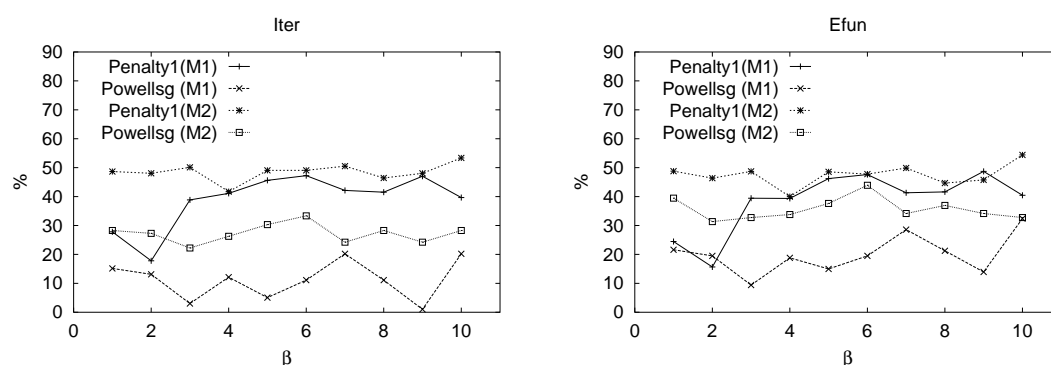 Iter
90
80
70
60
50
40
30
20
10
0
%
Penalty1(M1)
Powellsg (M1)
Penalty1(M2)
Powellsg (M2)
0 2 4 6 8 10
β
Efun
90
80
70
60
50
40
30
20
10
0
%
Penalty1(M1)
Powellsg (M1)
Penalty1(M2)
Powellsg (M2)
0 2 4 6 8 10
β